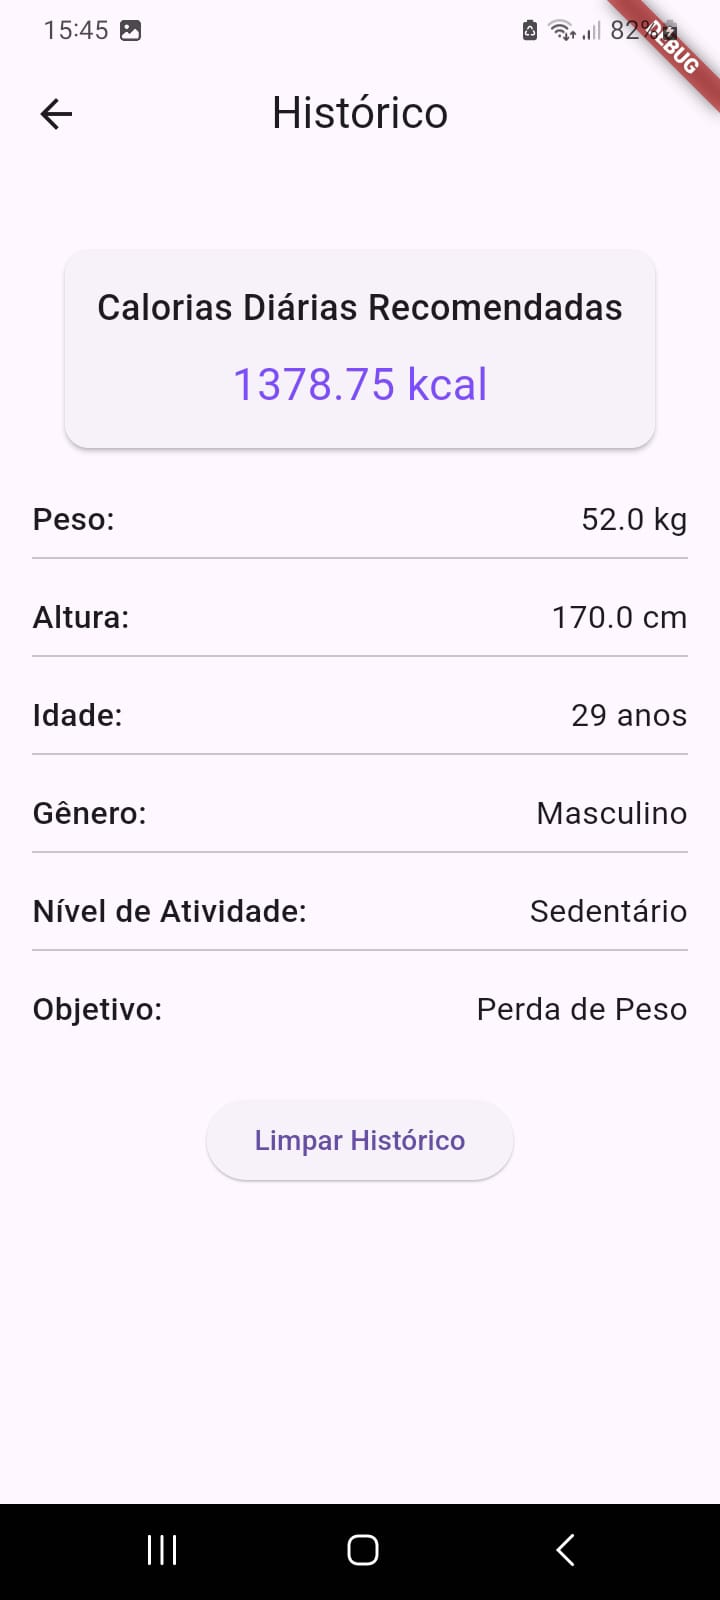 15:45
82%
DEBUG
Histórico
Calorias Diárias Recomendadas
1378.75 kcal
Peso: 52.0 kg
Altura: 170.0 cm
Idade: 29 anos
Gênero: Masculino
Nível de Atividade: Sedentário
Objetivo: Perda de Peso
Limpar Histórico